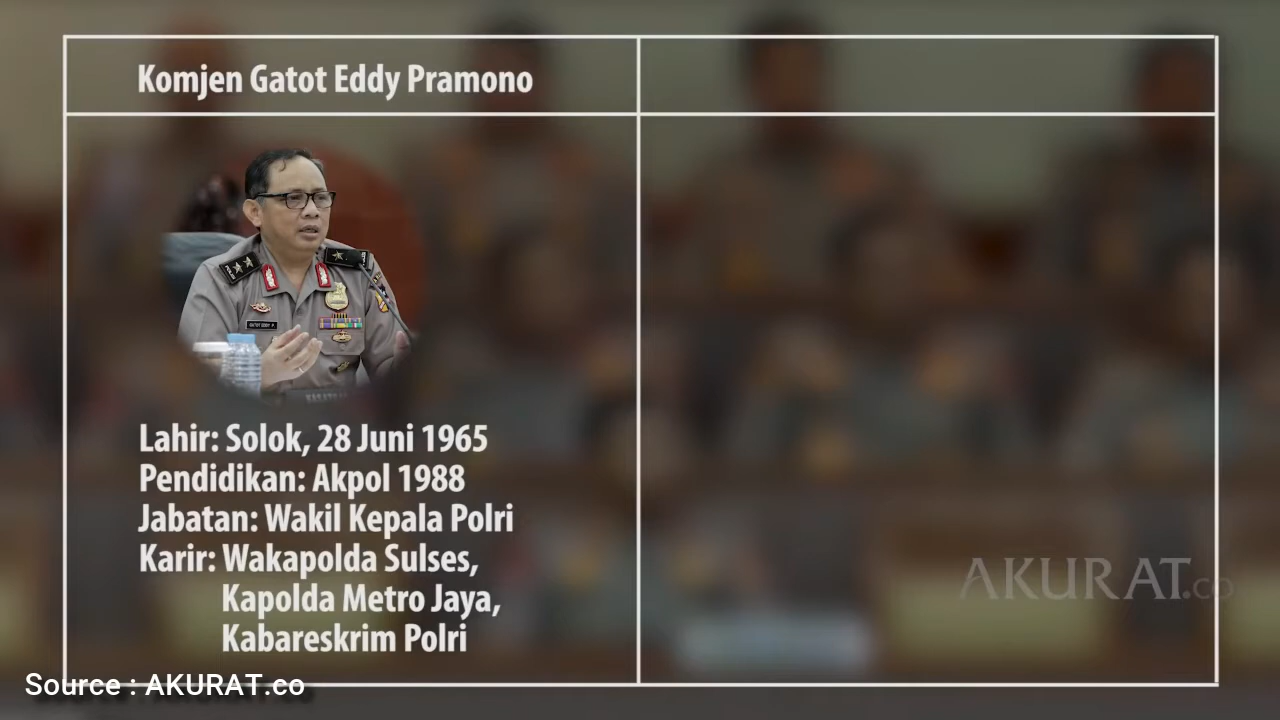 Komjen Gatot Eddy Pramono
Lahir: Solok, 28 Juni 1965
Pendidikan: Akpol 1988
Jabatan: Wakil Kepala Polri
Karir: Wakapolda Sulses,
Kapolda Metro Jaya,
Kabareskrim Polri
AKURAT.co
Source : AKURAT.co